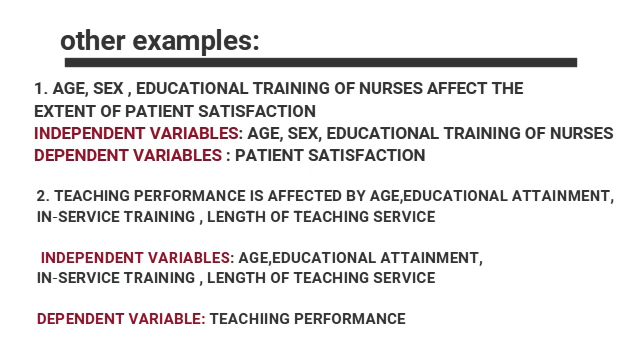 other examples:
1. AGE, SEX , EDUCATIONAL TRAINING OF NURSES AFFECT THE
EXTENT OF PATIENT SATISFACTION
INDEPENDENT VARIABLES: AGE, SEX, EDUCATIONAL TRAINING OF NURSES
DEPENDENT VARIABLES : PATIENT SATISFACTION
2. TEACHING PERFORMANCE IS AFFECTED BY AGE,EDUCATIONAL ATTAINMENT,
IN-SERVICE TRAINING , LENGTH OF TEACHING SERVICE
INDEPENDENT VARIABLES: AGE,EDUCATIONAL ATTAINMENT,
IN-SERVICE TRAINING , LENGTH OF TEACHING SERVICE
DEPENDENT VARIABLE: TEACHIING PERFORMANCE